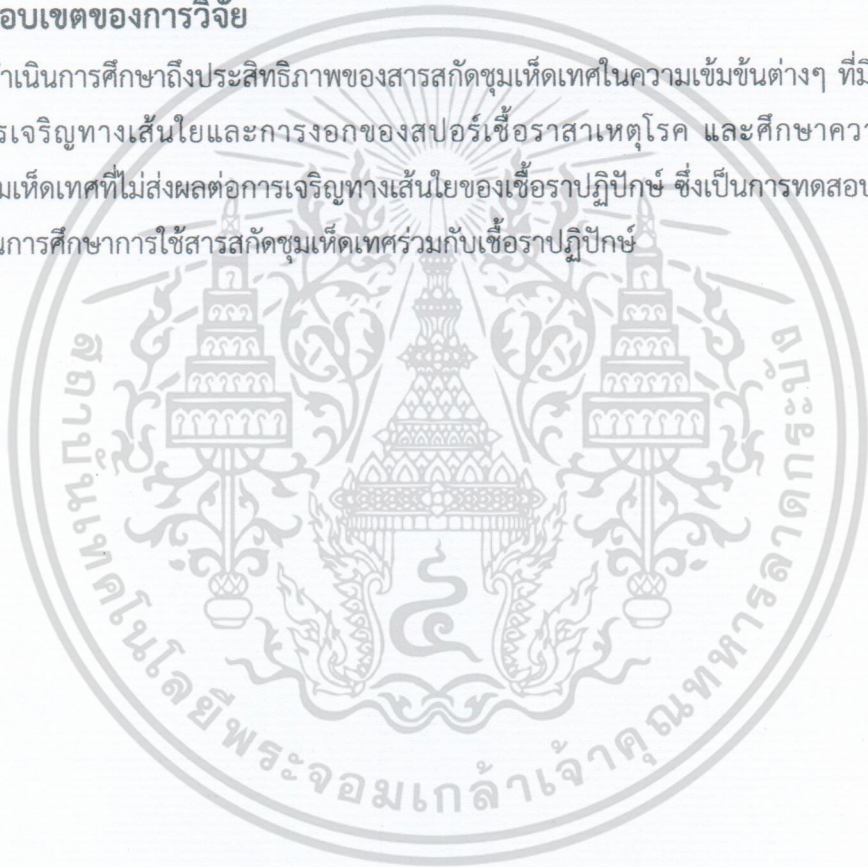 อบเขตของการวิจัย
ำเนินการศึกษาถึงประสิทธิภาพของสารสกัดชุมเห็ดเทศในความเข้มข้นต่างๆ ที่มี
รเจริญทางเส้นใยและการงอกของสปอร์เชื้อราสาเหตุโรค และศึกษาควา
มเห็ดเทศที่ไม่ส่งผลต่อการเจริญทางเส้นใยของเชื้อราปฏิปักษ์ ซึ่งเป็นการทดสอบ
นการศึกษาการใช้สารสกัดชุมเห็ดเทศร่วมกับเชื้อราปฏิปักษ์
สถาบันเทคโนโลยีพระจอมเกล้าเจ้าคุณทหารลาดกระบัง